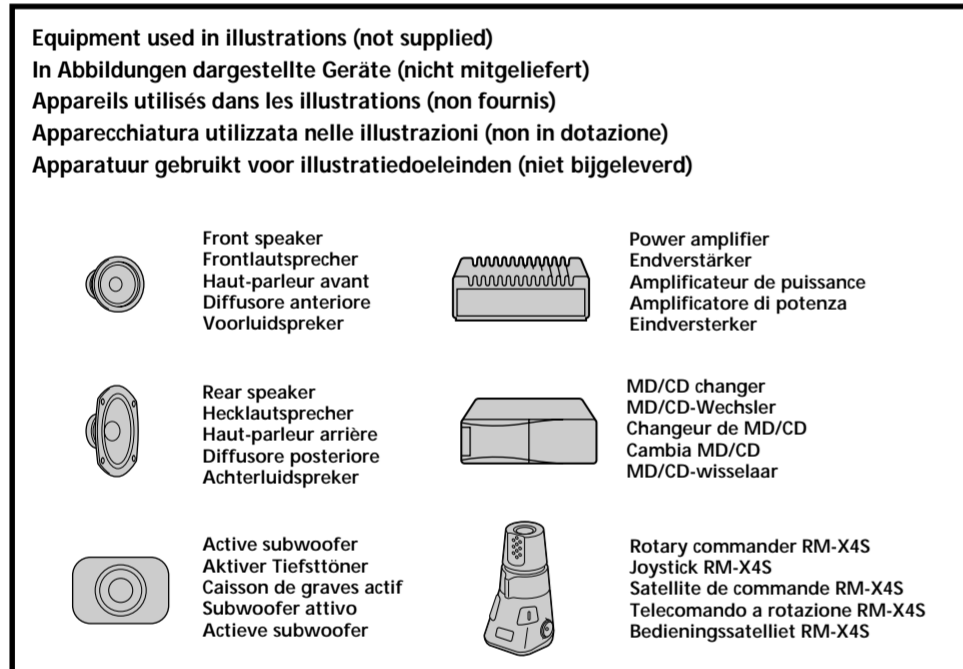 Equipment used in illustrations (not supplied)
In Abbildungen dargestellte Geräte (nicht mitgeliefert)
Appareils utilisés dans les illustrations (non fournis)
Apparecchiatura utilizzata nelle illustrazioni (non in dotazione)
Apparatuur gebruikt voor illustratiedoeleinden (niet bijgeleverd)
Front speaker
Frontlautsprecher
Haut-parleur avant
Diffusore anteriore
Voorluidspreker
Power amplifier
Endverstärker
Amplificateur de puissance
Amplificatore di potenza
Eindversterker
Rear speaker
Hecklautsprecher
Haut-parleur arrière
Diffusore posteriore
Achterluidspreker
MD/CD changer
MD/CD-Wechsler
Changeur de MD/CD
Cambia MD/CD
MD/CD-wisselaar
Active subwoofer
Aktiver Tiefsttöner
Caisson de graves actif
Subwoofer attivo
Actieve subwoofer
Rotary commander RM-X4S
Joystick RM-X4S
Satellite de commande RM-X4S
Telecomando a rotazione RM-X4S
Bedieningssatelliet RM-X4S